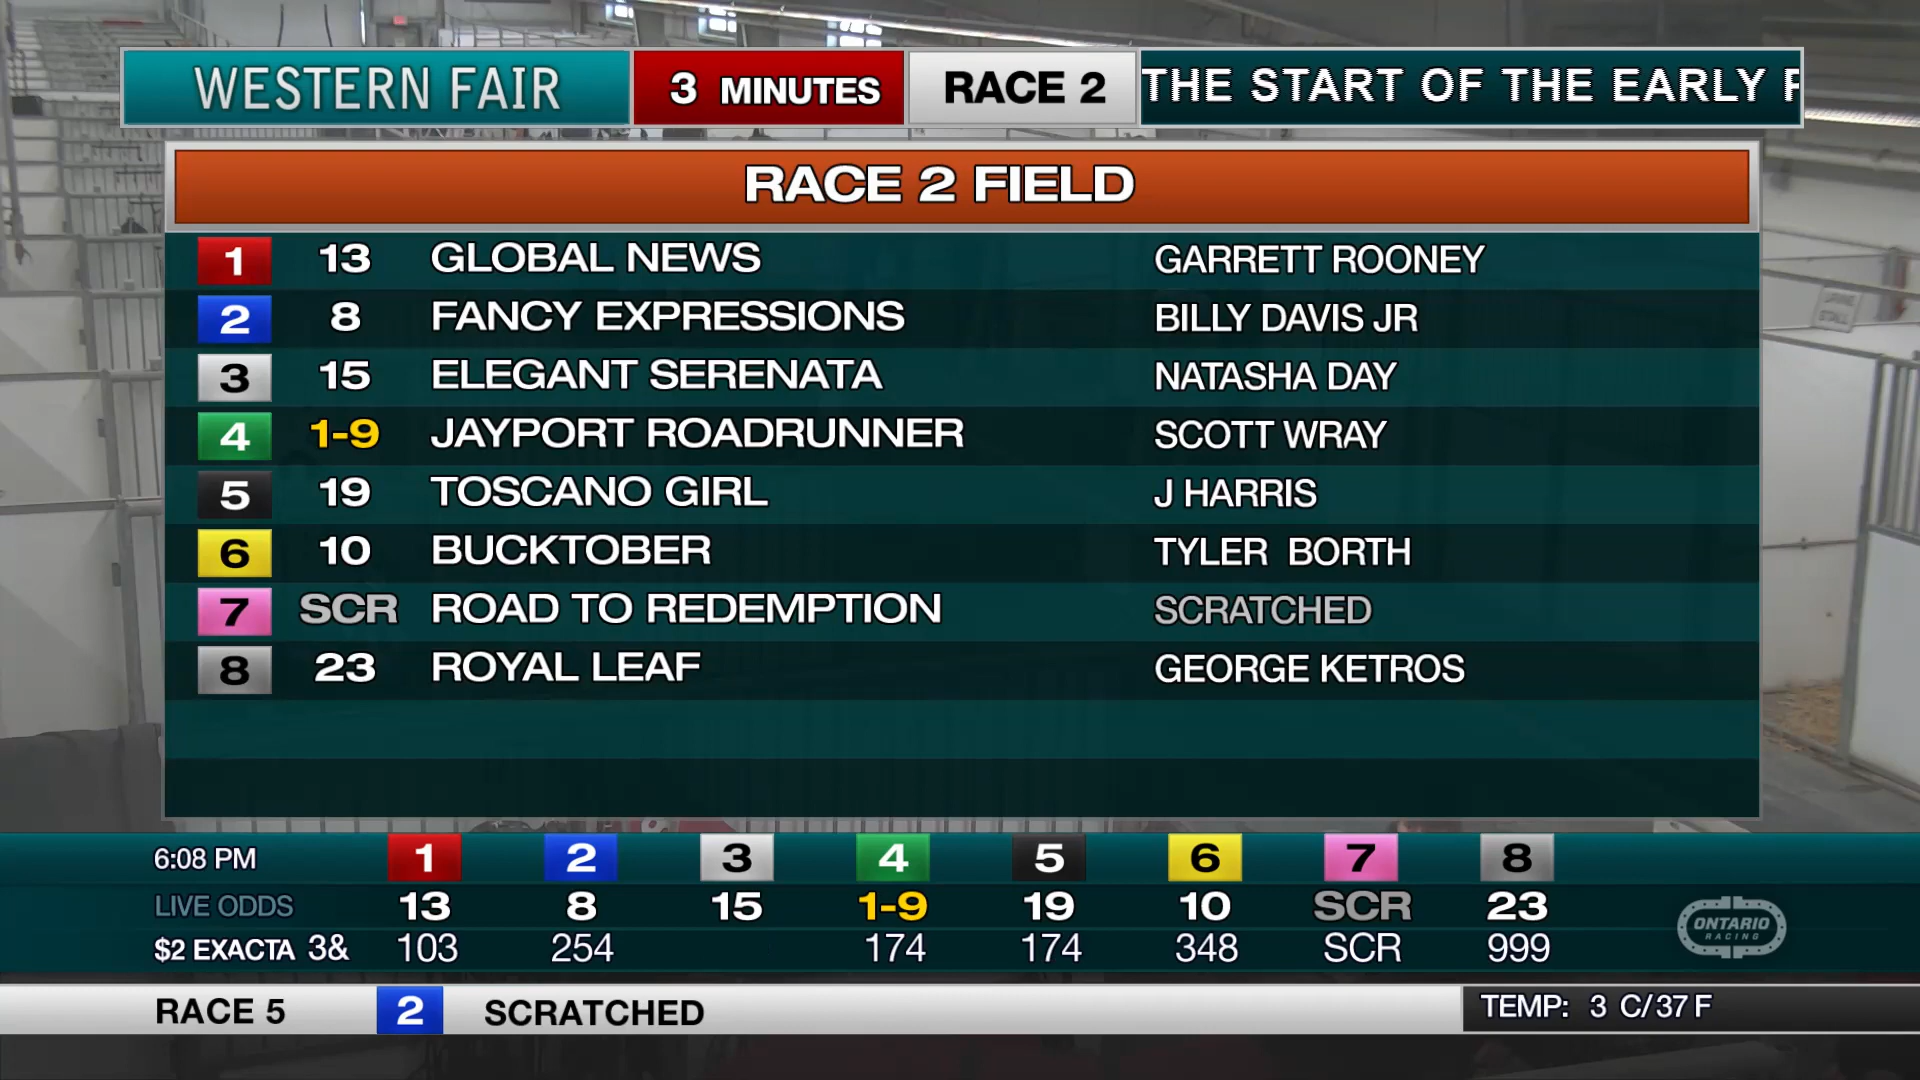 WESTERN FAIR 3 MINUTES RACE 2 THE START OF THE EARLY
RACE 2 FIELD
1 13 GLOBAL NEWS GARRETT ROONEY
2 8 FANCY EXPRESSIONS BILLY DAVIS JR
3 15 ELEGANT SERENATA NATASHA DAY
4 1-9 JAYPORT ROADRUNNER SCOTT WRAY
5 19 TOSCANO GIRL J HARRIS
6 10 BUCKTOBER TYLER BORTH
7 SCR ROAD TO REDEMPTION SCRATCHED
8 23 ROYAL LEAF GEORGE KETROS
6:08 PM 1 2 3 4 5 6 7 8
LIVE ODDS 13 8 15 1-9 19 10 SCR 23
$2 EXACTA 3& 103 254 174 174 348 SCR 999
ONTARIO
RACING
RACE 5 2 SCRATCHED TEMP: 3 C/37 F